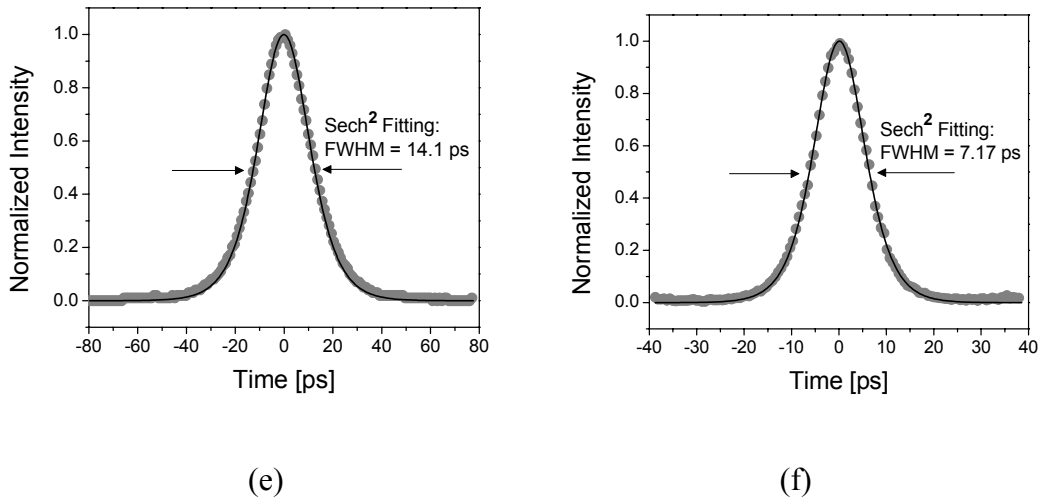 1.0
0.8
0.6
0.4
0.2
0.0
Normalized Intensity
Sech² Fitting:
FWHM = 14.1 ps
-80 -60 -40 -20 0 20 40 60 80
Time [ps]
(e)
1.0
0.8
0.6
0.4
0.2
0.0
Normalized Intensity
Sech² Fitting:
FWHM = 7.17 ps
-40 -30 -20 -10 0 10 20 30 40
Time [ps]
(f)